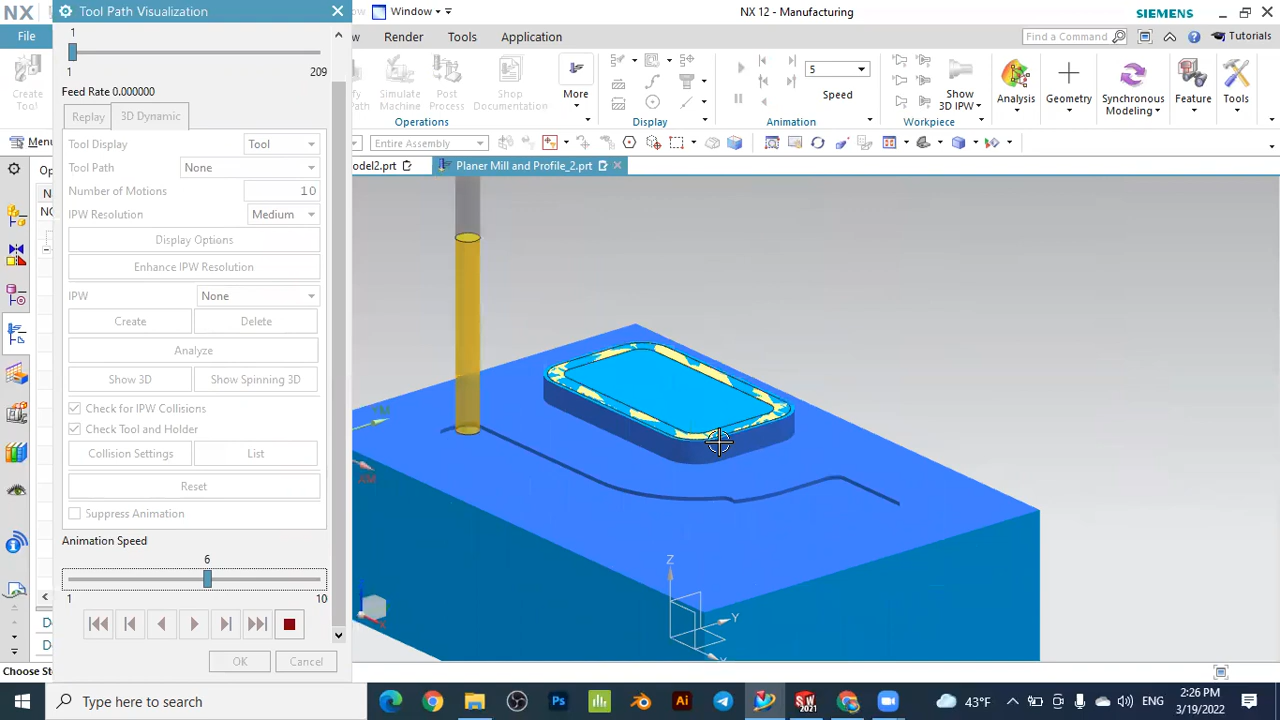 NX
Tool Path Visualization
Window
NX 12 - Manufacturing
SIEMENS
File
Render
Tools
Application
Find a Command
Tutorials
1
1
209
Feed Rate 0.000000
Replay
3D Dynamic
Tool Display
Tool
Tool Path
None
Number of Motions
10
IPW Resolution
Medium
Display Options
Enhance IPW Resolution
IPW
None
Create
Delete
Analyze
Show 3D
Show Spinning 3D
Check for IPW Collisions
Check Tool and Holder
Collision Settings
List
Reset
Suppress Animation
Animation Speed
6
1
10
OK
Cancel
Create
Tool
Simulate
Machine
Post
Process
Shop
Documentation
More
Operations
Display
5
Speed
Animation
Show
3D IPW
Workpiece
Analysis
Geometry
Synchronous
Modeling
Feature
Tools
Menu
Entire Assembly
odel2.prt
Planer Mill and Profile_2.prt
Z
Y
Choose St
Type here to search
43°F
ENG
2:26 PM
3/19/2022